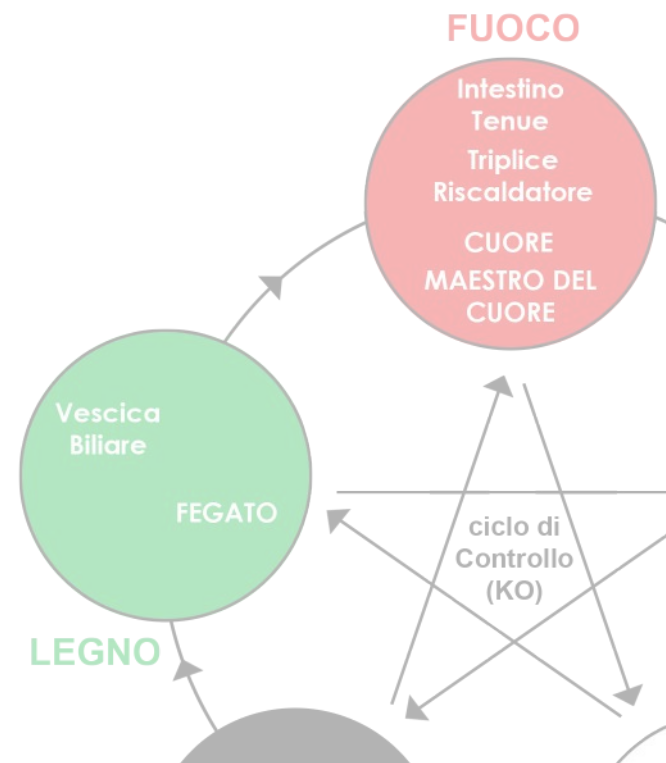 FUOCO
Intestino
Tenue
Triplice
Riscaldatore
CUORE
MAESTRO DEL
CUORE
Vescica
Biliare
FEGATO
LEGNO
ciclo di
Controllo
(KO)